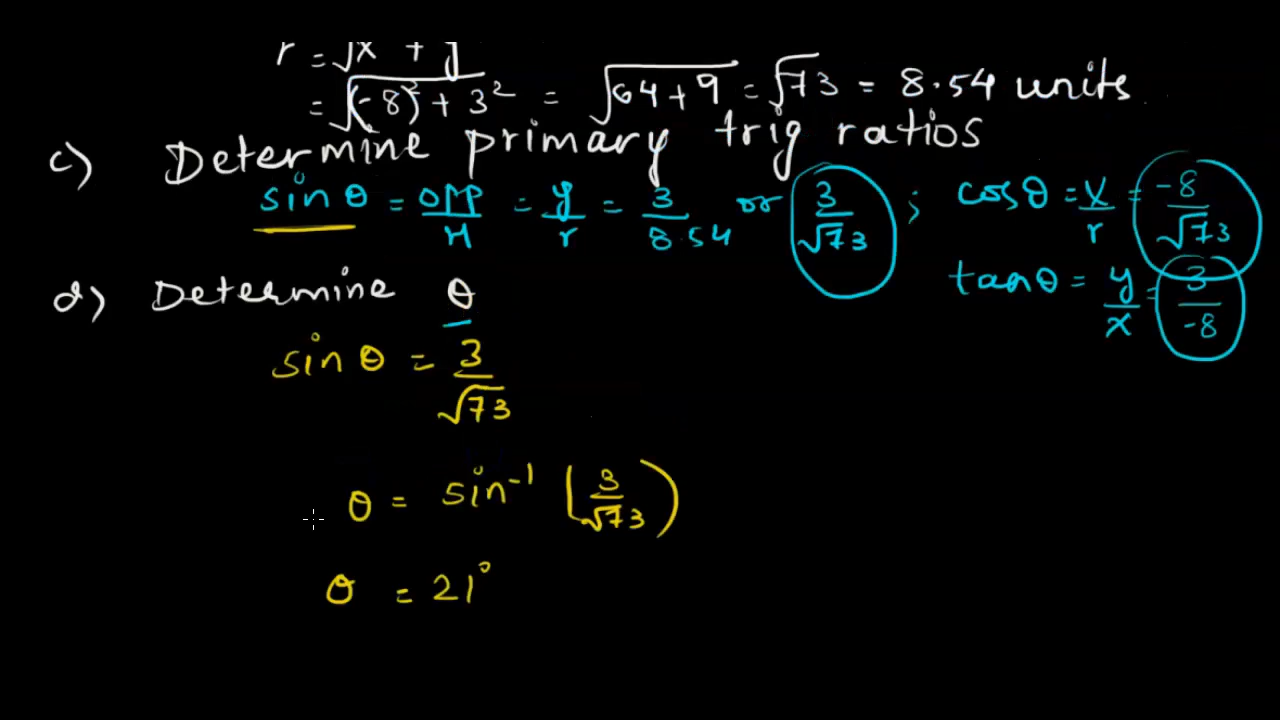 r = √x + y
= √(-8)² + 3² = √64+9 = √73 = 8.54 units
c) Determine primary trig ratios
sin θ = opp/H = y/r = 3/8.54 or 3/√73 ; cos θ = x/r = -8/√73
tan θ = y/x = 3/-8
d) Determine θ
sin θ = 3/√73
θ = sin⁻¹ (3/√73)
θ = 21°